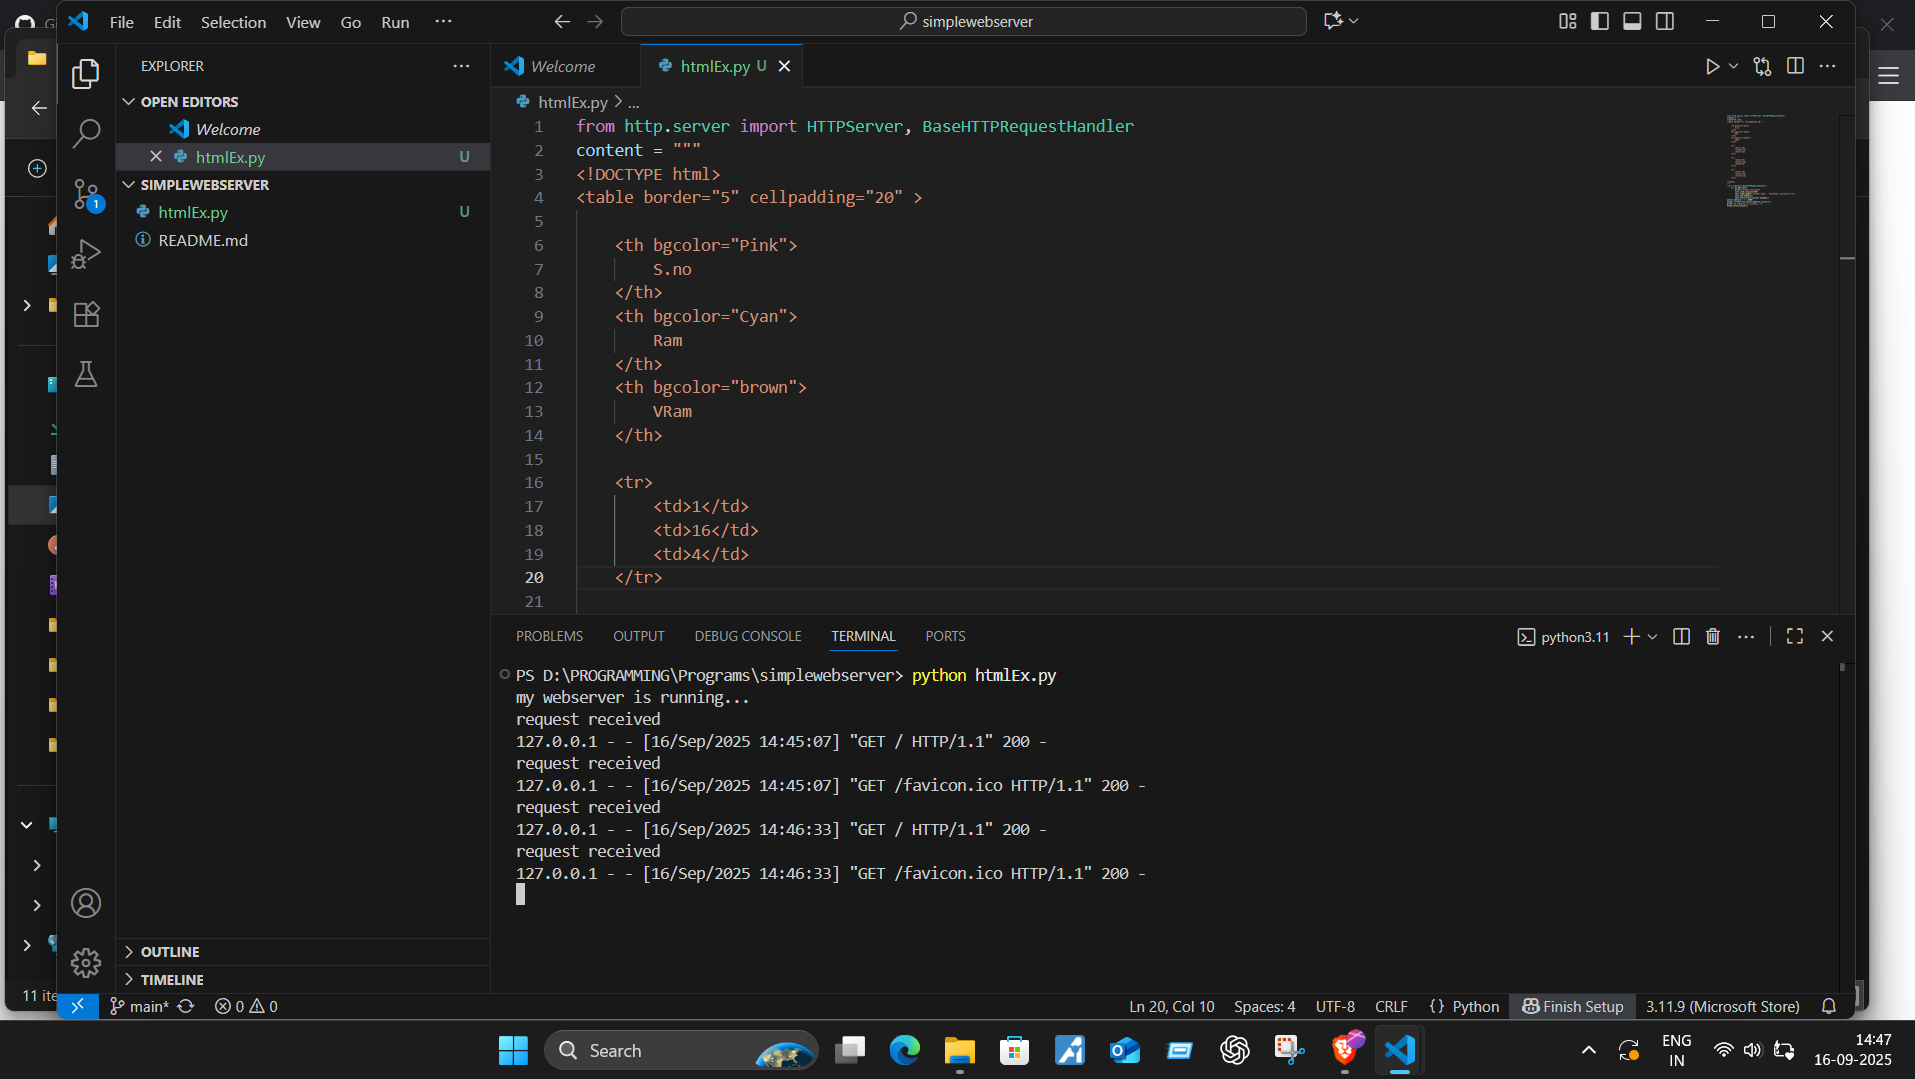 File Edit Selection View Go Run ...
simplewebserver
EXPLORER
OPEN EDITORS
Welcome
htmlEx.py U
SIMPLEWEBSERVER
htmlEx.py U
README.md
OUTLINE
TIMELINE
1
Welcome
htmlEx.py U
htmlEx.py > ...
1 from http.server import HTTPServer, BaseHTTPRequestHandler
2 content = """
3 <!DOCTYPE html>
4 <table border="5" cellpadding="20" >
5
6 <th bgcolor="Pink">
7 S.no
8 </th>
9 <th bgcolor="Cyan">
10 Ram
11 </th>
12 <th bgcolor="brown">
13 VRam
14 </th>
15
16 <tr>
17 <td>1</td>
18 <td>16</td>
19 <td>4</td>
20 </tr>
21
PROBLEMS OUTPUT DEBUG CONSOLE TERMINAL PORTS
python3.11
PS D:\PROGRAMMING\Programs\simplewebserver> python htmlEx.py
my webserver is running...
request received
127.0.0.1 - - [16/Sep/2025 14:45:07] "GET / HTTP/1.1" 200 -
request received
127.0.0.1 - - [16/Sep/2025 14:45:07] "GET /favicon.ico HTTP/1.1" 200 -
request received
127.0.0.1 - - [16/Sep/2025 14:46:33] "GET / HTTP/1.1" 200 -
request received
127.0.0.1 - - [16/Sep/2025 14:46:33] "GET /favicon.ico HTTP/1.1" 200 -
11 ite
main* 0 0
Ln 20, Col 10 Spaces: 4 UTF-8 CRLF {} Python Finish Setup 3.11.9 (Microsoft Store)
Search
ENG
IN
14:47
16-09-2025